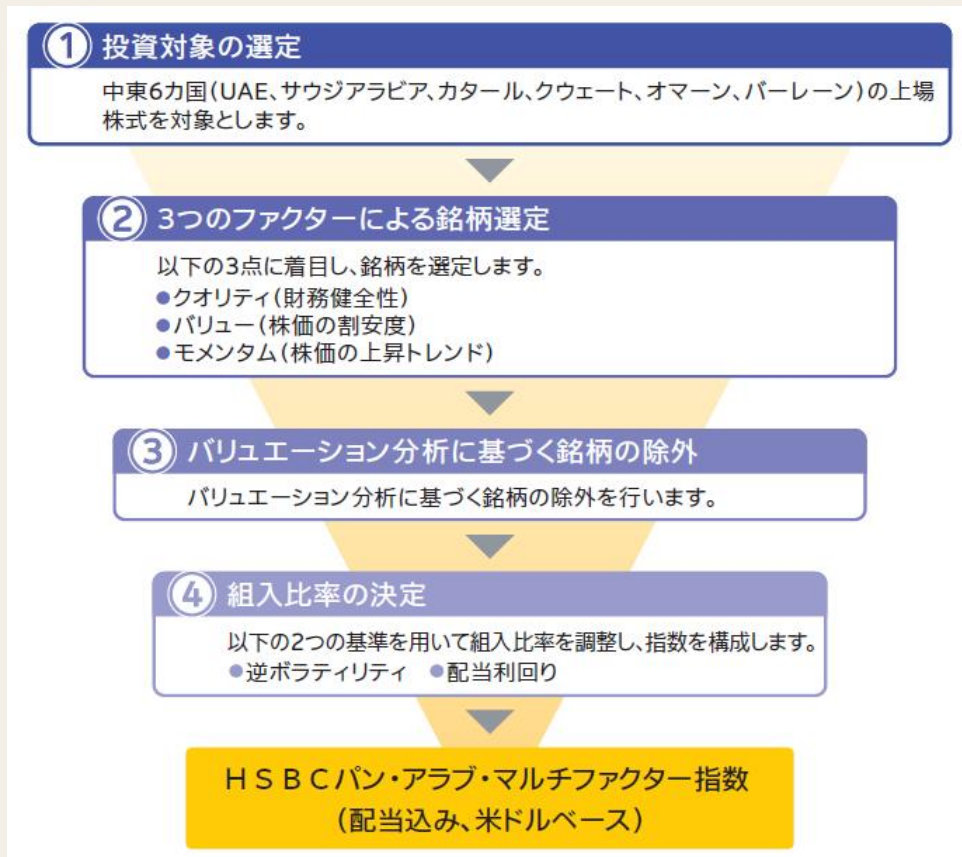 ① 投資対象の選定
中東6カ国(UAE、サウジアラビア、カタール、クウェート、オマーン、バーレーン)の上場
株式を対象とします。
② 3つのファクターによる銘柄選定
以下の3点に着目し、銘柄を選定します。
●クオリティ(財務健全性)
●バリュー(株価の割安度)
●モメンタム(株価の上昇トレンド)
③ バリュエーション分析に基づく銘柄の除外
バリュエーション分析に基づく銘柄の除外を行います。
④ 組入比率の決定
以下の2つの基準を用いて組入比率を調整し、指数を構成します。
●逆ボラティリティ ●配当利回り
HSBCパン・アラブ・マルチファクター指数
(配当込み、米ドルベース)